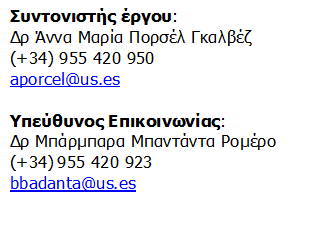 Συντονιστής έργου:
Δρ Άννα Μαρία Πορσέλ Γκαλβέζ
(+34) 955 420 950
aporcel@us.es
Υπεύθυνος Επικοινωνίας:
Δρ Μπάρμπαρα Μπαντάντα Ρομέρο
(+34) 955 420 923
bbadanta@us.es